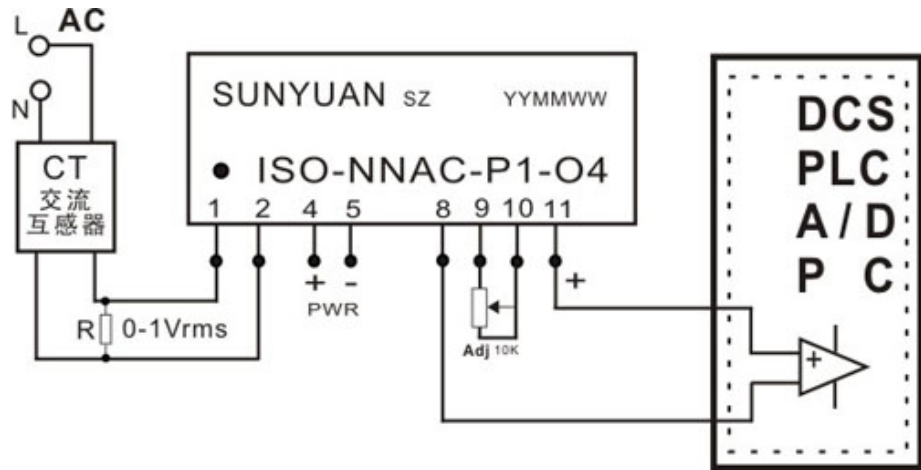 L AC
N
CT
交流
互感器
R 0-1Vrms
SUNYUAN SZ YYMMWW
ISO-NNAC-P1-O4
1 2 4 5 8 9 10 11
+ -
PWR
+
Adj 10K
DCS
PLC
A/D
P C
+